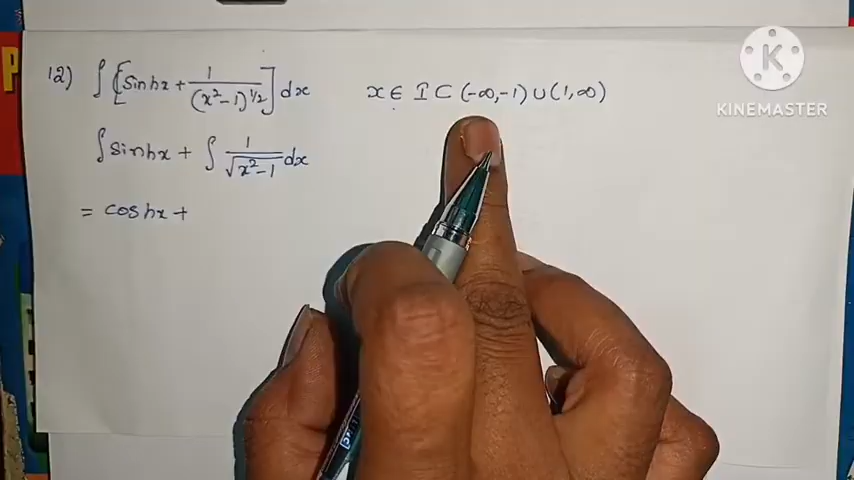 12) ∫ [sinhx + 1/(x²-1)^1/2] dx   x ∈ I ⊂ (-∞,-1) ∪ (1,∞)
∫sinhx + ∫ 1/√x²-1 dx
= coshx +
KINEMASTER